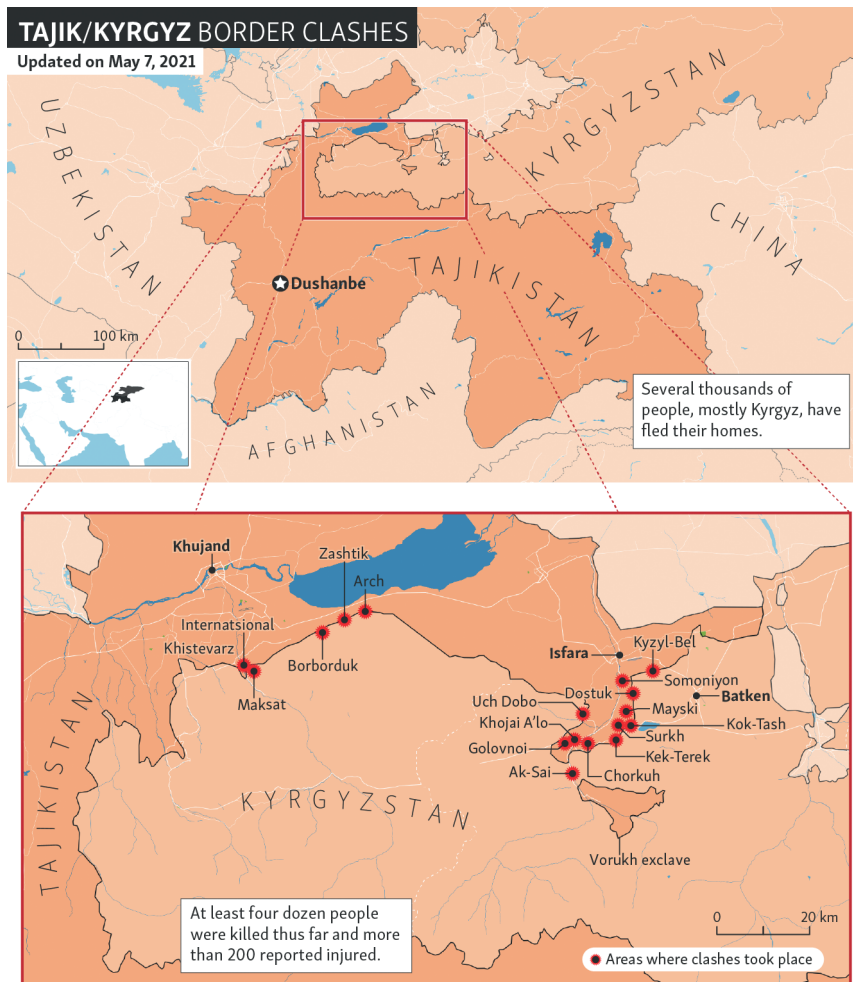 TAJIK/KYRGYZ BORDER CLASHES
Updated on May 7, 2021
UZBEKISTAN
KYRGYZSTAN
CHINA
TAJIKISTAN
Dushanbe
0 100 km
AFGHANISTAN
Several thousands of
people, mostly Kyrgyz, have
fled their homes.
Khujand
Zashtik
Arch
Interntsional
Khistevarz
Borborduk
Maksat
Isfara
Kyzyl-Bel
Somoniyon
Dostuk
Batken
Uch Dobo
Mayski
Khojai A'lo
Kok-Tash
Surkh
Golovnoi
Kek-Terek
Ak-Sai
Chorkuh
TAJIKISTAN
KYRGYZSTAN
Vorukh exclave
At least four dozen people
were killed thus far and more
than 200 reported injured.
0 20 km
Areas where clashes took place